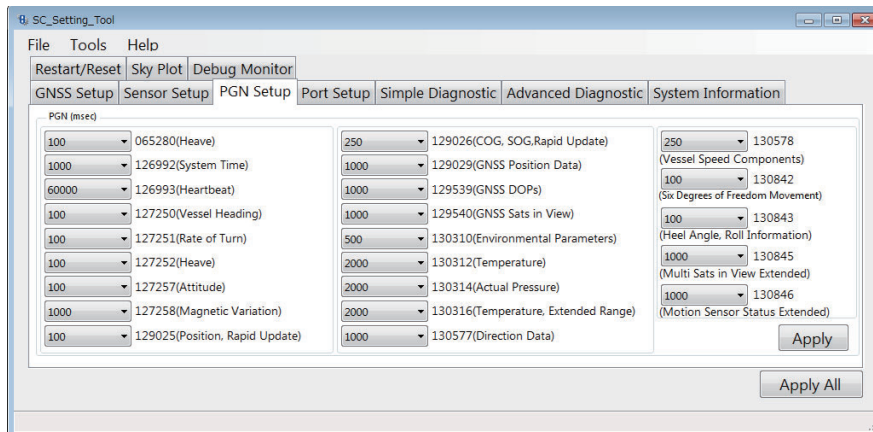 SC_Setting_Tool
File Tools Help
Restart/Reset Sky Plot Debug Monitor
GNSS Setup Sensor Setup PGN Setup Port Setup Simple Diagnostic Advanced Diagnostic System Information
PGN (msec)
100 065280(Heave)
1000 126992(System Time)
60000 126993(Heartbeat)
100 127250(Vessel Heading)
100 127251(Rate of Turn)
100 127252(Heave)
100 127257(Attitude)
1000 127258(Magnetic Variation)
100 129025(Position, Rapid Update)
250 129026(COG, SOG,Rapid Update)
1000 129029(GNSS Position Data)
1000 129539(GNSS DOPs)
1000 129540(GNSS Sats in View)
500 130310(Environmental Parameters)
2000 130312(Temperature)
2000 130314(Actual Pressure)
2000 130316(Temperature, Extended Range)
1000 130577(Direction Data)
250 130578
(Vessel Speed Components)
100 130842
(Six Degrees of Freedom Movement)
100 130843
(Heel Angle, Roll Information)
1000 130845
(Multi Sats in View Extended)
1000 130846
(Motion Sensor Status Extended)
Apply
Apply All